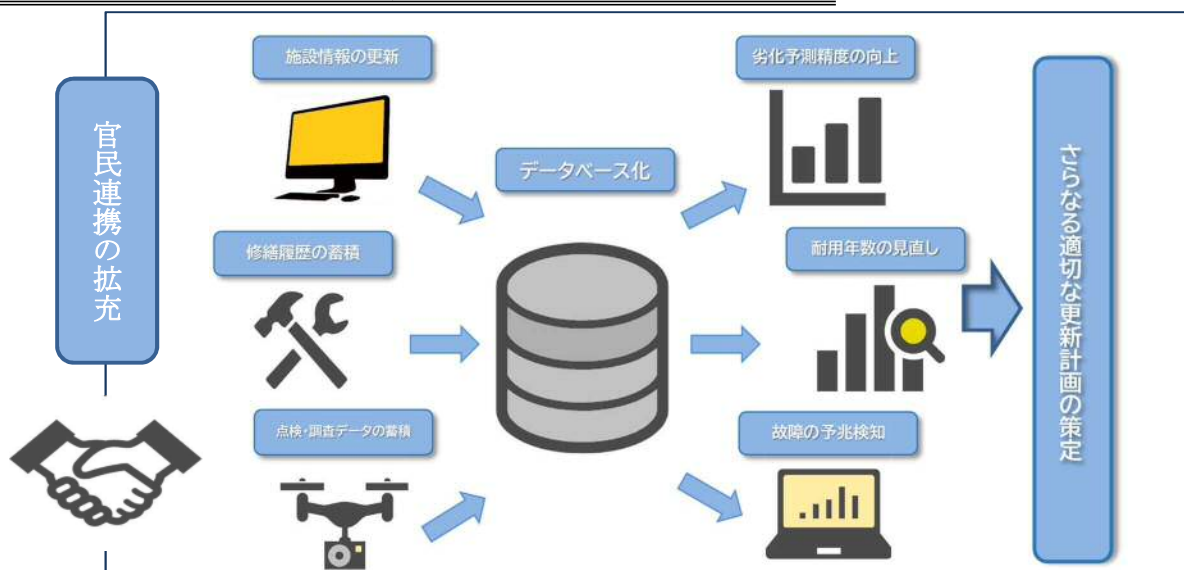 官民連携の拡充
施設情報の更新
修繕履歴の蓄積
点検・調査データの蓄積
データベース化
劣化予測精度の向上
耐用年数の見直し
故障の予兆検知
さらなる適切な更新計画の策定